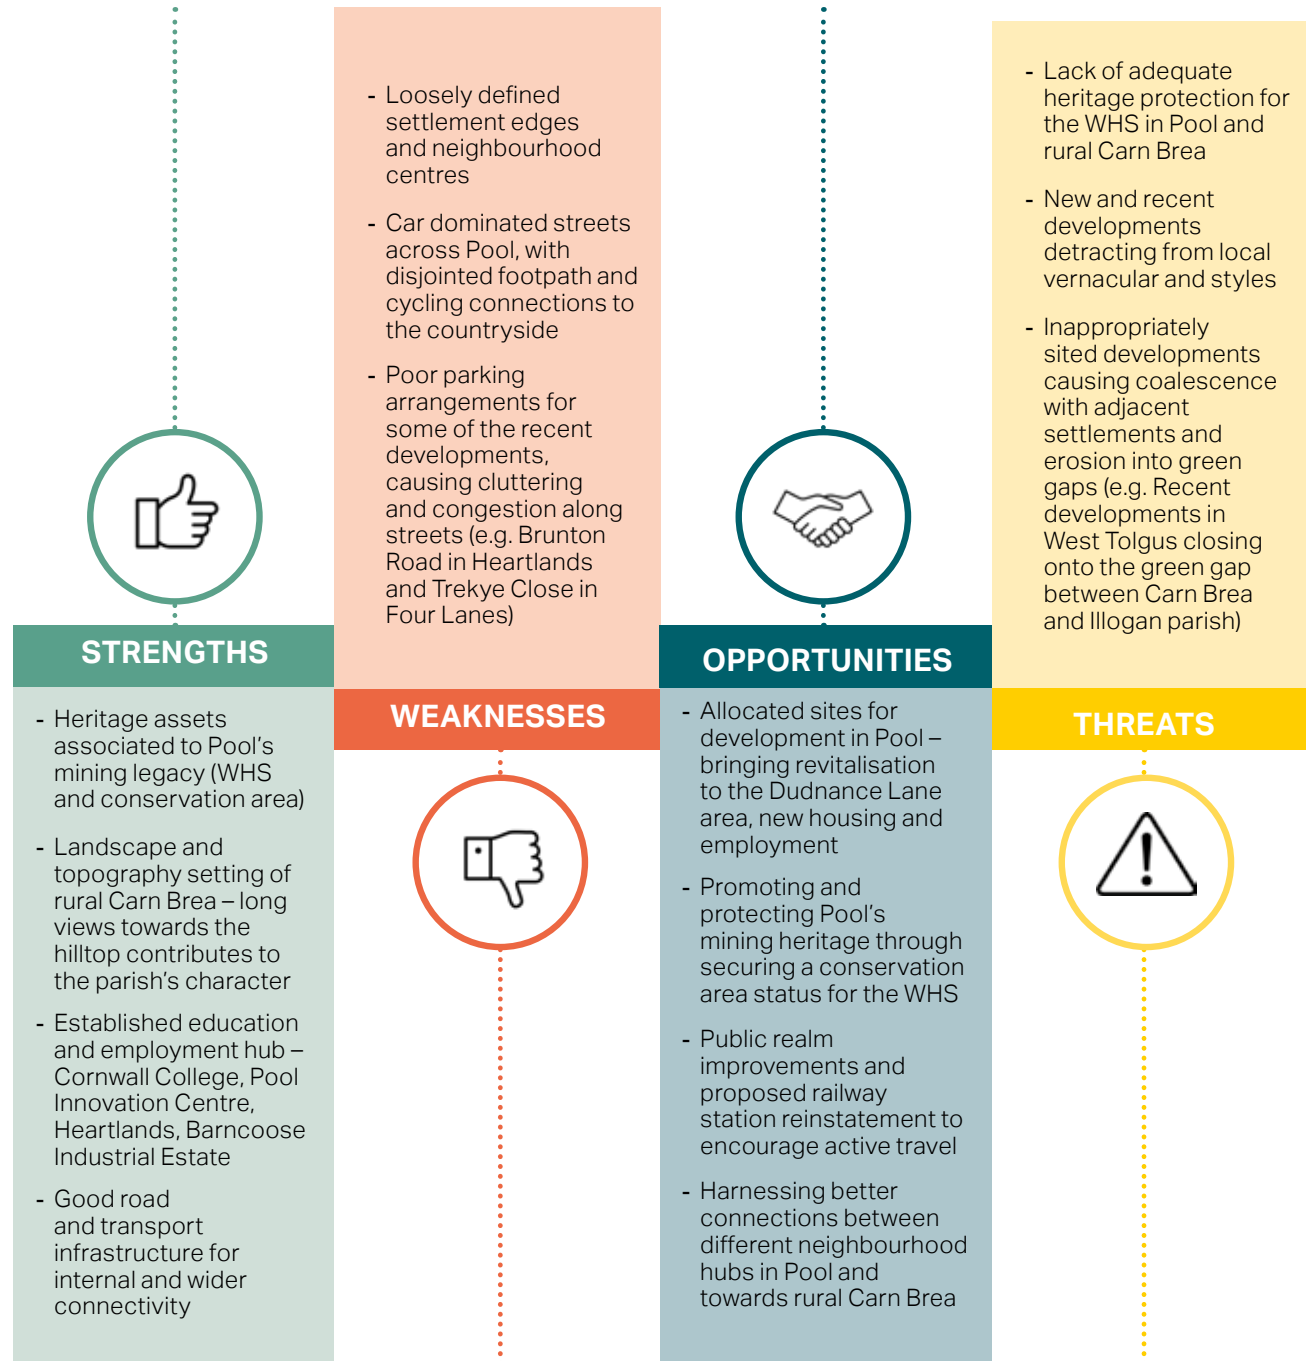 STRENGTHS
- Heritage assets
associated to Pool's
mining legacy (WHS
and conservation area)
- Landscape and
topography setting of
rural Carn Brea – long
views towards the
hilltop contributes to
the parish's character
- Established education
and employment hub –
Cornwall College, Pool
Innovation Centre,
Heartlands, Barncoose
Industrial Estate
- Good road
and transport
infrastructure for
internal and wider
connectivity
- Loosely defined
settlement edges
and neighbourhood
centres
- Car dominated streets
across Pool, with
disjointed footpath and
cycling connections to
the countryside
- Poor parking
arrangements for
some of the recent
developments,
causing cluttering
and congestion along
streets (e.g. Brunton
Road in Heartlands
and Trekye Close in
Four Lanes)
WEAKNESSES
OPPORTUNITIES
- Allocated sites for
development in Pool –
bringing revitalisation
to the Dudnance Lane
area, new housing and
employment
- Promoting and
protecting Pool's
mining heritage through
securing a conservation
area status for the WHS
- Public realm
improvements and
proposed railway
station reinstatement to
encourage active travel
- Harnessing better
connections between
different neighbourhood
hubs in Pool and
towards rural Carn Brea
- Lack of adequate
heritage protection for
the WHS in Pool and
rural Carn Brea
- New and recent
developments
detracting from local
vernacular and styles
- Inappropriately
sited developments
causing coalescence
with adjacent
settlements and
erosion into green
gaps (e.g. Recent
developments in
West Tolgus closing
onto the green gap
between Carn Brea
and Illogan parish)
THREATS